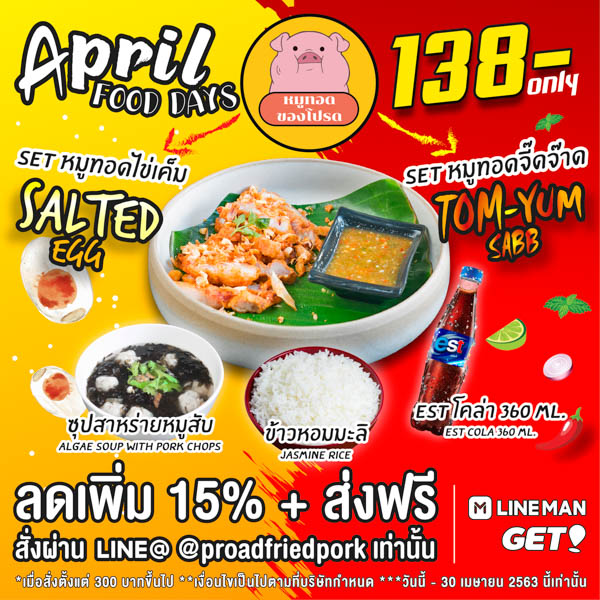 April
FOOD DAYS
หมูทอด
ของโปรด
138.-
only
SET หมูทอดไข่เค็ม
SALTED
EGG
SET หมูทอดจี๊ดจ๊าด
TOM-YUM
SABB
est
ซุปสาหร่ายหมูสับ
ALGAE SOUP WITH PORK CHOPS
ข้าวหอมมะลิ
JASMINE RICE
EST โคล่า 360 ML.
EST COLA 360 ML.
ลดเพิ่ม 15% + ส่งฟรี
สั่งผ่าน LINE@ @proadfriedpork เท่านั้น
LINE MAN
GET!
*เมื่อสั่งตั้งแต่ 300 บาทขึ้นไป **เงื่อนไขเป็นไปตามที่บริษัทกำหนด ***วันนี้ - 30 เมษายน 2563 นี้เท่านั้น